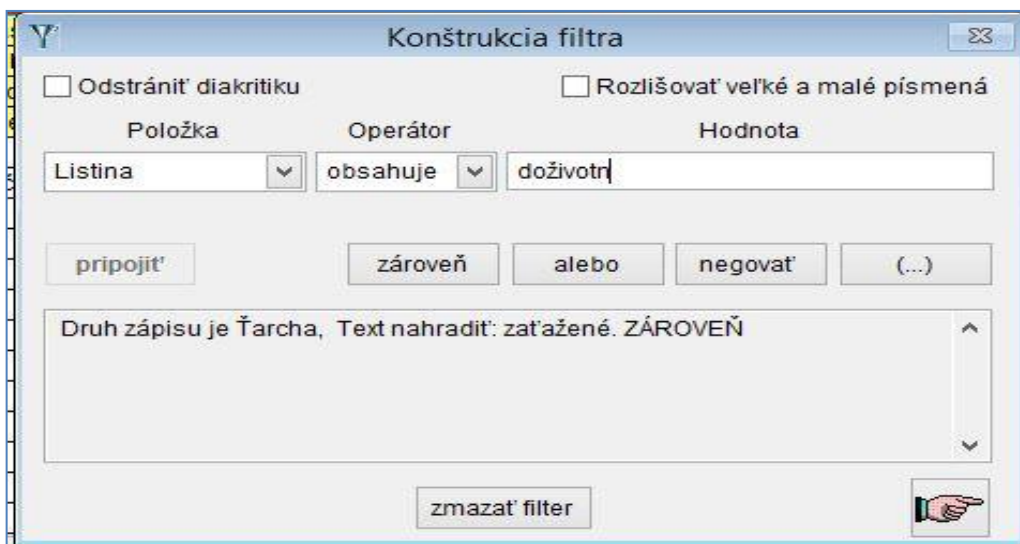 Konštrukcia filtra
Odstrániť diakritiku
Rozlišovať veľké a malé písmená
Položka Operátor Hodnota
Listina obsahuje doživotn
pripojiť zároveň alebo negovať (...)
Druh zápisu je Ťarcha, Text nahradiť: zaťažené. ZÁROVEŇ
zmazať filter